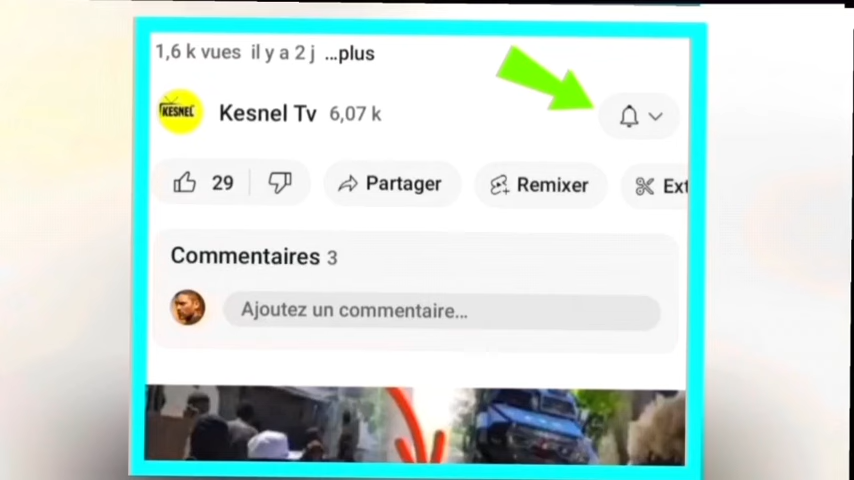 1,6 k vues il y a 2 j ...plus
KESNEL
Kesnel Tv 6,07 k
29 Partager Remixer Ext
Commentaires 3
Ajoutez un commentaire...